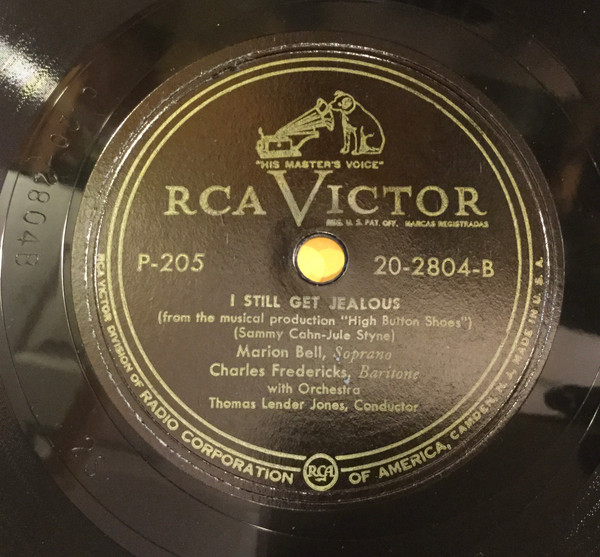 "HIS MASTER'S VOICE"
RCA VICTOR
REG. U. S. PAT. OFF. MARCAS REGISTRADAS
P-205 20-2804-B
I STILL GET JEALOUS
(from the musical production "High Button Shoes")
(Sammy Cahn-Jule Styne)
Marion Bell, Soprano
Charles Fredericks, Baritone
with Orchestra
Thomas Lender Jones, Conductor
RCA VICTOR DIVISION OF RADIO CORPORATION OF AMERICA, CAMDEN, N. J. MADE IN U. S. A.
RCA
2804B